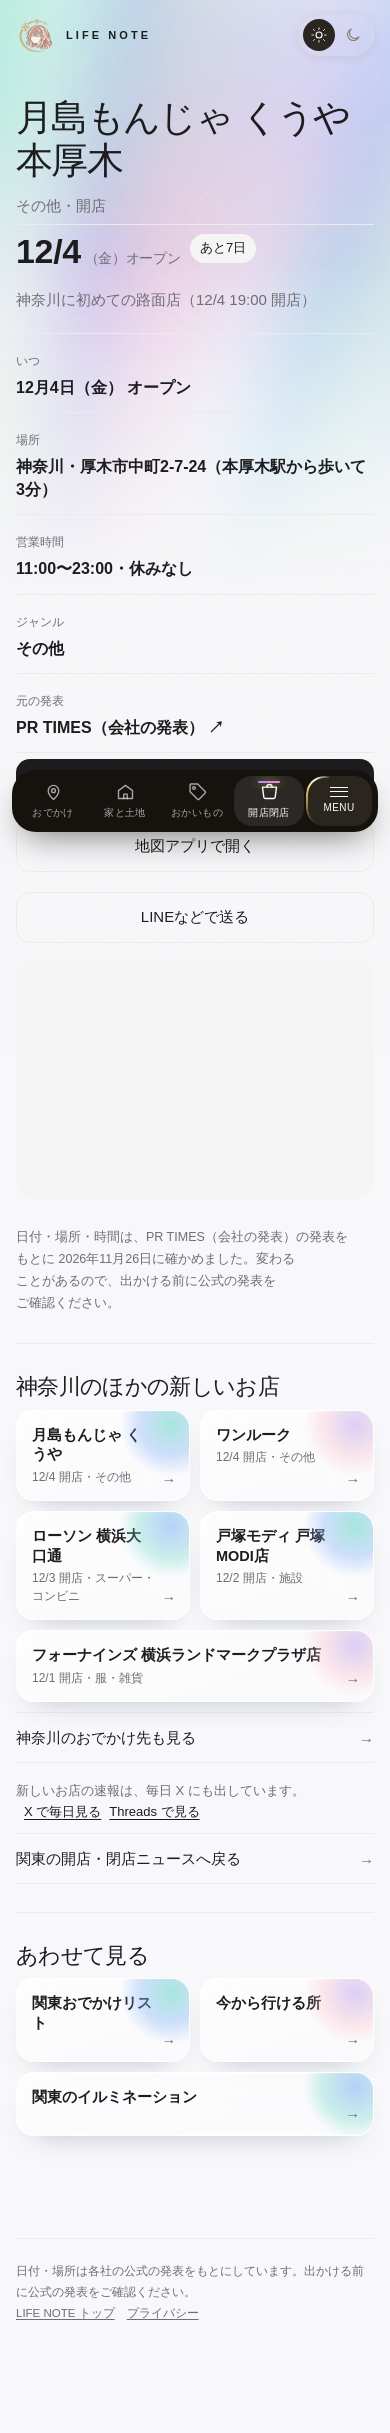 LIFE NOTE
月島もんじゃ くうや
本厚木
その他・開店
12/4 （金）オープン あと7日
神奈川に初めての路面店（12/4 19:00 開店）
いつ
12月4日（金） オープン
場所
神奈川・厚木市中町2-7-24（本厚木駅から歩いて
3分）
営業時間
11:00〜23:00・休みなし
ジャンル
その他
元の発表
PR TIMES（会社の発表） ↗
おでかけ 家と土地 おかいもの 開店閉店 MENU
地図アプリで開く
LINEなどで送る
日付・場所・時間は、PR TIMES（会社の発表）の発表を
もとに 2026年11月26日に確かめました。変わる
ことがあるので、出かける前に公式の発表を
ご確認ください。
神奈川のほかの新しいお店
月島もんじゃ く
うや
12/4 開店・その他 →
ワンルーク
12/4 開店・その他
→
ローソン 横浜大
口通
12/3 開店・スーパー・
コンビニ →
戸塚モディ 戸塚
MODI店
12/2 開店・施設
→
フォーナインズ 横浜ランドマークプラザ店
12/1 開店・服・雑貨 →
神奈川のおでかけ先も見る →
新しいお店の速報は、毎日 X にも出しています。
X で毎日見る Threads で見る
関東の開店・閉店ニュースへ戻る →
あわせて見る
関東おでかけリス
ト
→
今から行ける所
→
関東のイルミネーション
→
日付・場所は各社の公式の発表をもとにしています。出かける前
に公式の発表をご確認ください。
LIFE NOTE トップ プライバシー